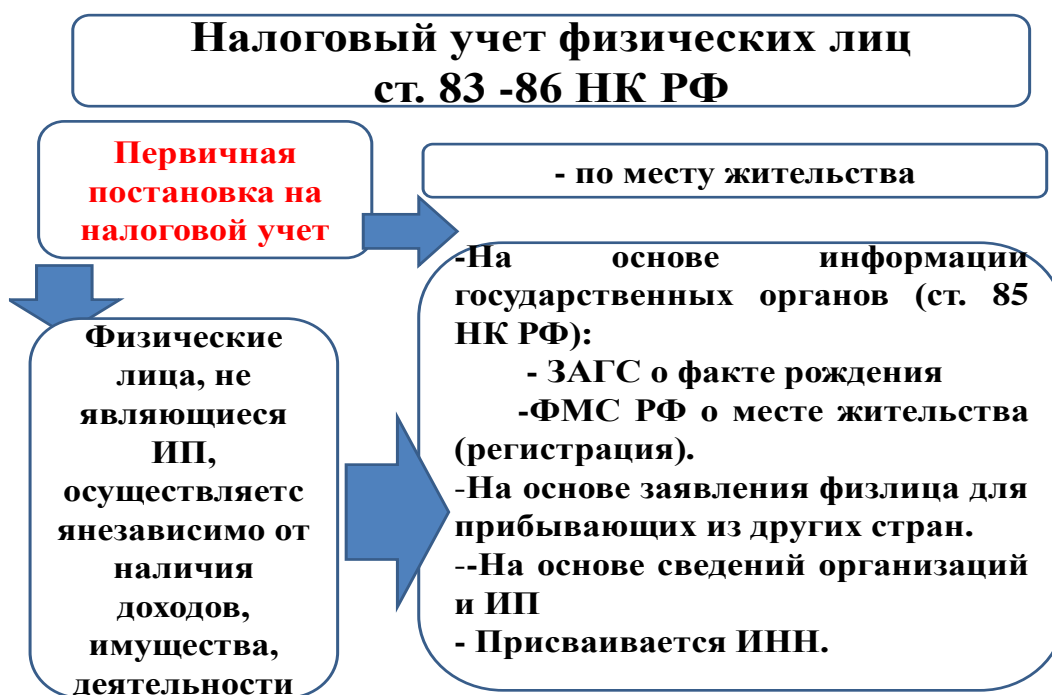 Налоговый учет физических лиц
ст. 83 -86 НК РФ
Первичная
постановка на
налоговой учет
- по месту жительства
Физические
лица, не
являющиеся
ИП,
осуществляетс
янезависимо от
наличия
доходов,
имущества,
деятельности
-На основе информации
государственных органов (ст. 85
НК РФ):
- ЗАГС о факте рождения
-ФМС РФ о месте жительства
(регистрация).
-На основе заявления физлица для
прибывающих из других стран.
--На основе сведений организаций
и ИП
- Присваивается ИНН.